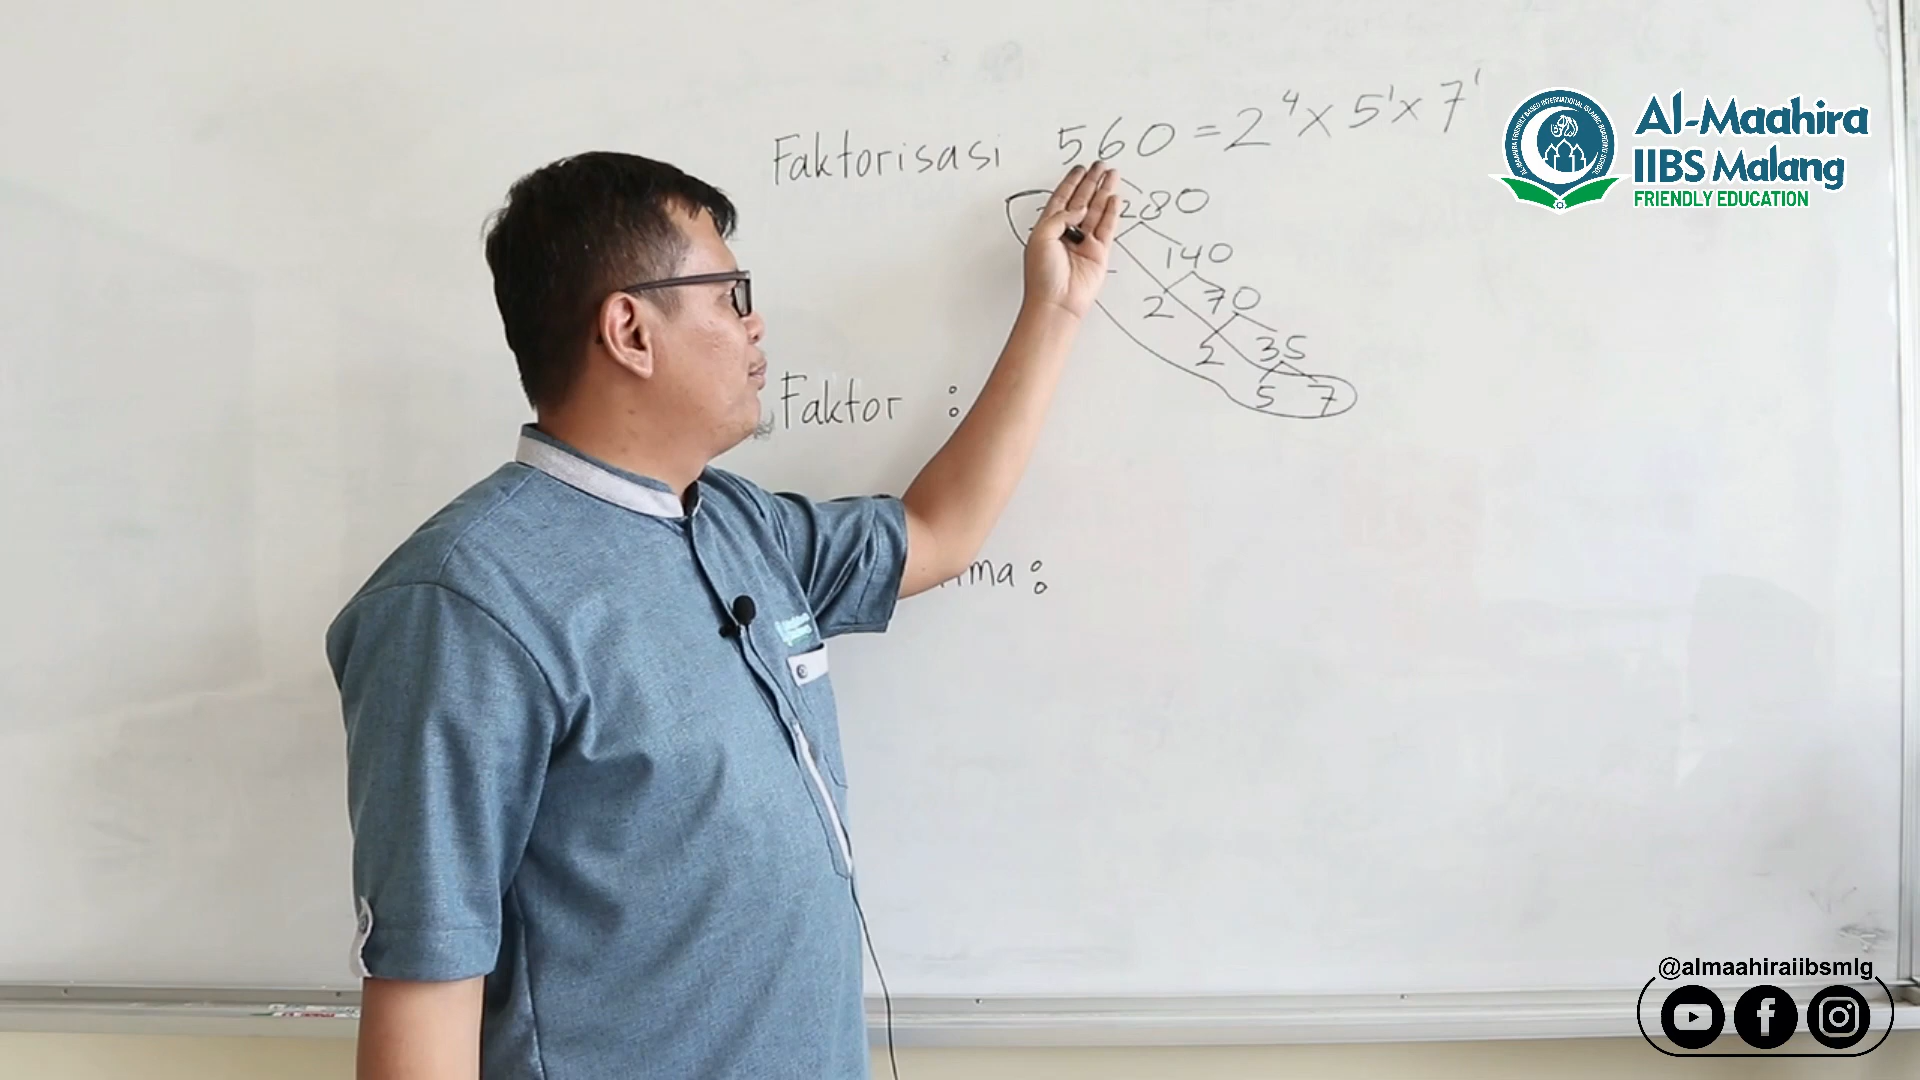 Faktorisasi 560 = 2⁴ x 5¹ x 7¹
280
140
2 70
2 35
5 7
Faktor :
ma :
Al-Maahira
IIBS Malang
FRIENDLY EDUCATION
@almaahiraiibsmlg